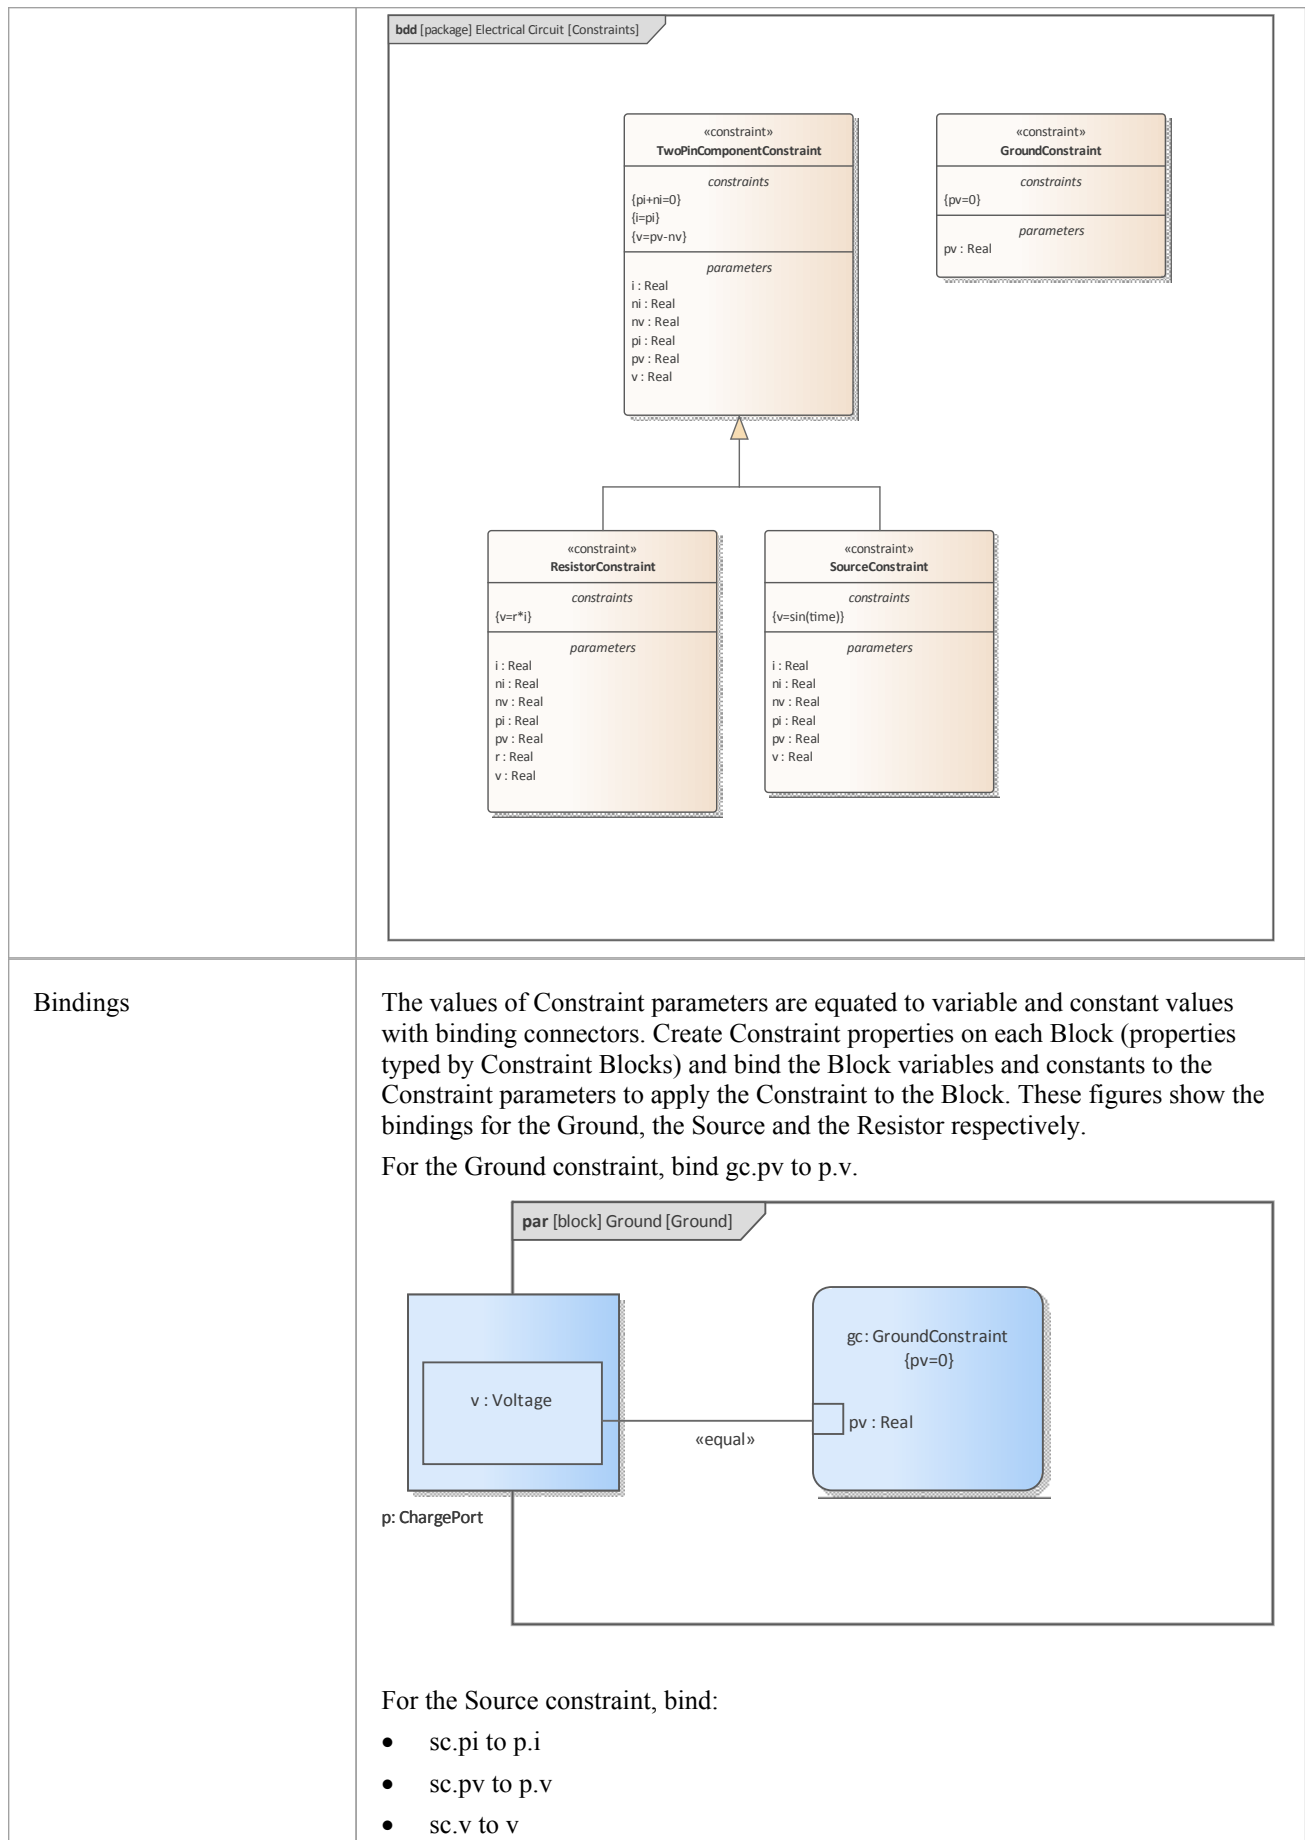 bdd [package] Electrical Circuit [Constraints]
«constraint»
TwoPinComponentConstraint
constraints
{pi+ni=0}
{i=pi}
{v=pv-nv}
parameters
i : Real
ni : Real
nv : Real
pi : Real
pv : Real
v : Real
«constraint»
GroundConstraint
constraints
{pv=0}
parameters
pv : Real
«constraint»
ResistorConstraint
constraints
{v=r*i}
parameters
i : Real
ni : Real
nv : Real
pi : Real
pv : Real
r : Real
v : Real
«constraint»
SourceConstraint
constraints
{v=sin(time)}
parameters
i : Real
ni : Real
nv : Real
pi : Real
pv : Real
v : Real
Bindings
The values of Constraint parameters are equated to variable and constant values
with binding connectors. Create Constraint properties on each Block (properties
typed by Constraint Blocks) and bind the Block variables and constants to the
Constraint parameters to apply the Constraint to the Block. These figures show the
bindings for the Ground, the Source and the Resistor respectively.
For the Ground constraint, bind gc.pv to p.v.
par [block] Ground [Ground]
v : Voltage
p: ChargePort
«equal»
gc: GroundConstraint
{pv=0}
pv : Real
For the Source constraint, bind:
• sc.pi to p.i
• sc.pv to p.v
• sc.v to v